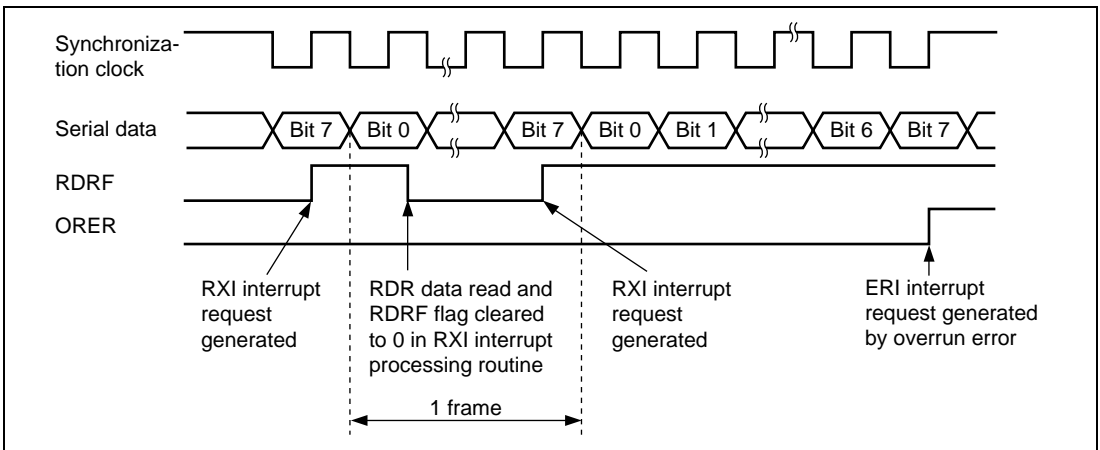 Synchroniza-
tion clock
Serial data
Bit 7 Bit 0 Bit 7 Bit 0 Bit 1 Bit 6 Bit 7
RDRF
ORER
RXI interrupt
request
generated
RDR data read and
RDRF flag cleared
to 0 in RXI interrupt
processing routine
RXI interrupt
request
generated
ERI interrupt
request generated
by overrun error
1 frame